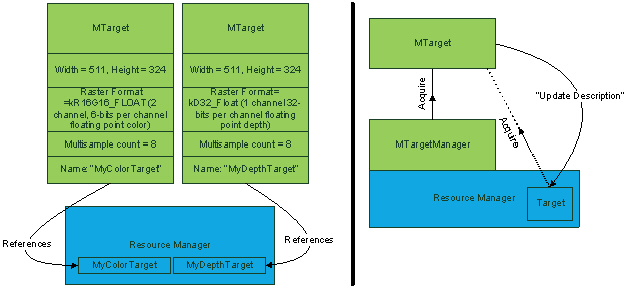 MTarget
Width = 511, Height = 324
Raster Format
=kR16G16_FLOAT(2
channel, 6-bits per channel
floating point color)
Multisample count = 8
Name: "MyColorTarget"
MTarget
Width = 511, Height = 324
Raster Format=
kD32_Float (1 channel 32-
bits per channel floating
point depth)
Multisample count = 8
Name: "MyDepthTarget"
References
References
Resource Manager
MyColorTarget
MyDepthTarget
MTarget
Acquire
"Update Description"
Acquire
MTargetManager
Resource Manager
Target